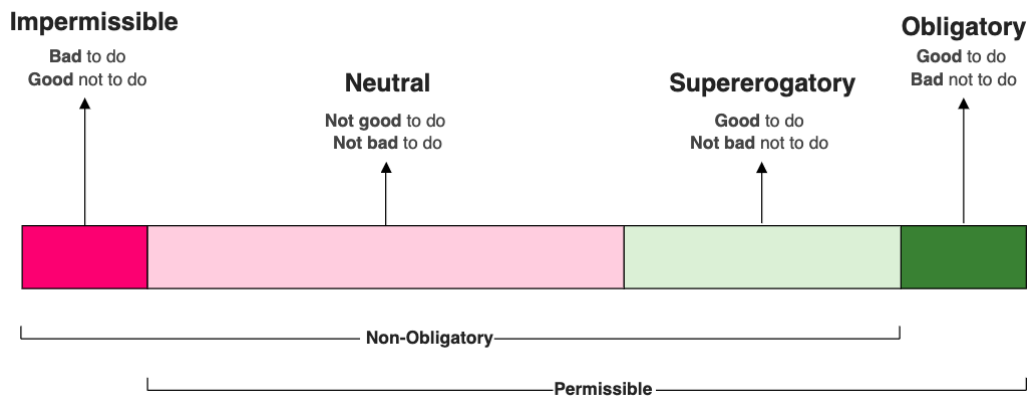 Impermissible
Bad to do
Good not to do
Neutral
Not good to do
Not bad to do
Supererogatory
Good to do
Not bad not to do
Obligatory
Good to do
Bad not to do
Non-Obligatory
Permissible